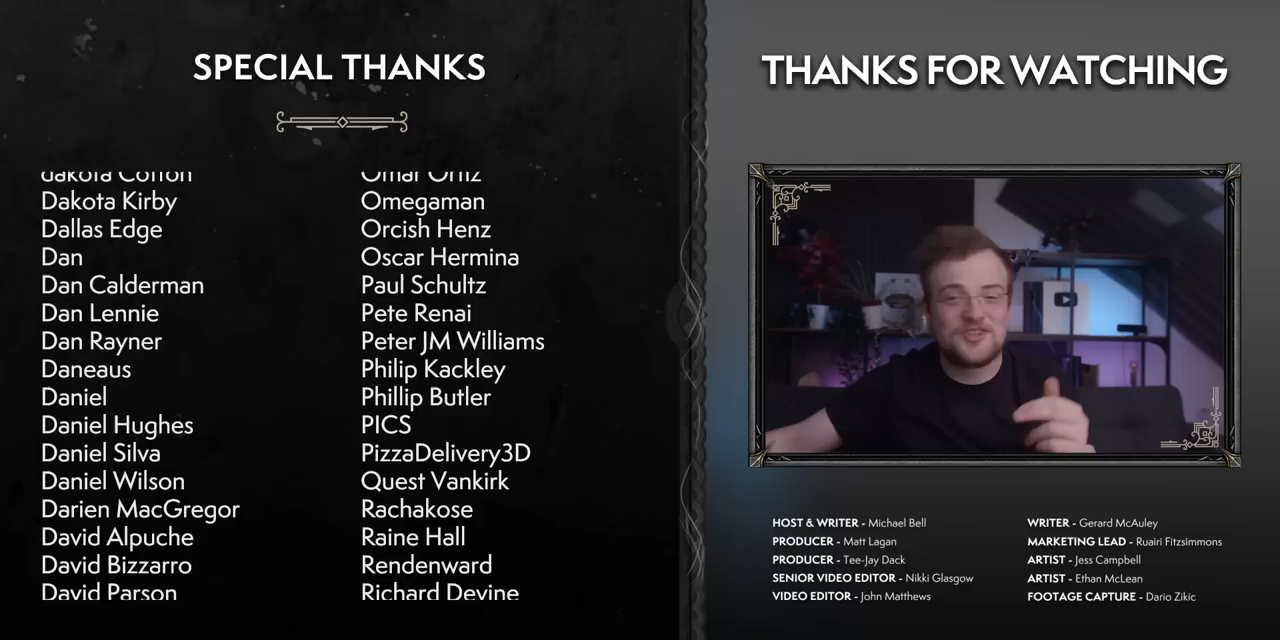 SPECIAL THANKS
dakota Cotton
Dakota Kirby
Dallas Edge
Dan
Dan Calderman
Dan Lennie
Dan Rayner
Daneaus
Daniel
Daniel Hughes
Daniel Silva
Daniel Wilson
Darien MacGregor
David Alpuche
David Bizzarro
David Parson
Omar Ortiz
Omegaman
Orcish Henz
Oscar Hermina
Paul Schultz
Pete Renai
Peter JM Williams
Philip Kackley
Phillip Butler
PICS
PizzaDelivery3D
Quest Vankirk
Rachakose
Raine Hall
Rendenward
Richard Devine
THANKS FOR WATCHING
HOST & WRITER - Michael Bell
PRODUCER - Matt Lagan
PRODUCER - Tee-Jay Dack
SENIOR VIDEO EDITOR - Nikki Glasgow
VIDEO EDITOR - John Matthews
WRITER - Gerard McAuley
MARKETING LEAD - Ruairi Fitzsimmons
ARTIST - Jess Campbell
ARTIST - Ethan McLean
FOOTAGE CAPTURE - Dario Zikic